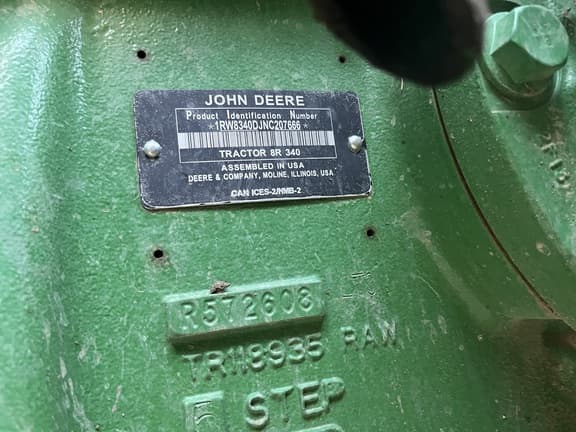 JOHN DEERE
Product Identification Number
*1RW8340DJNC207666*
TRACTOR 8R 340
ASSEMBLED IN USA
DEERE & COMPANY, MOLINE, ILLINOIS, USA
CAN ICES-2/NMB-2
R572608
TR118935 RAW
STEP